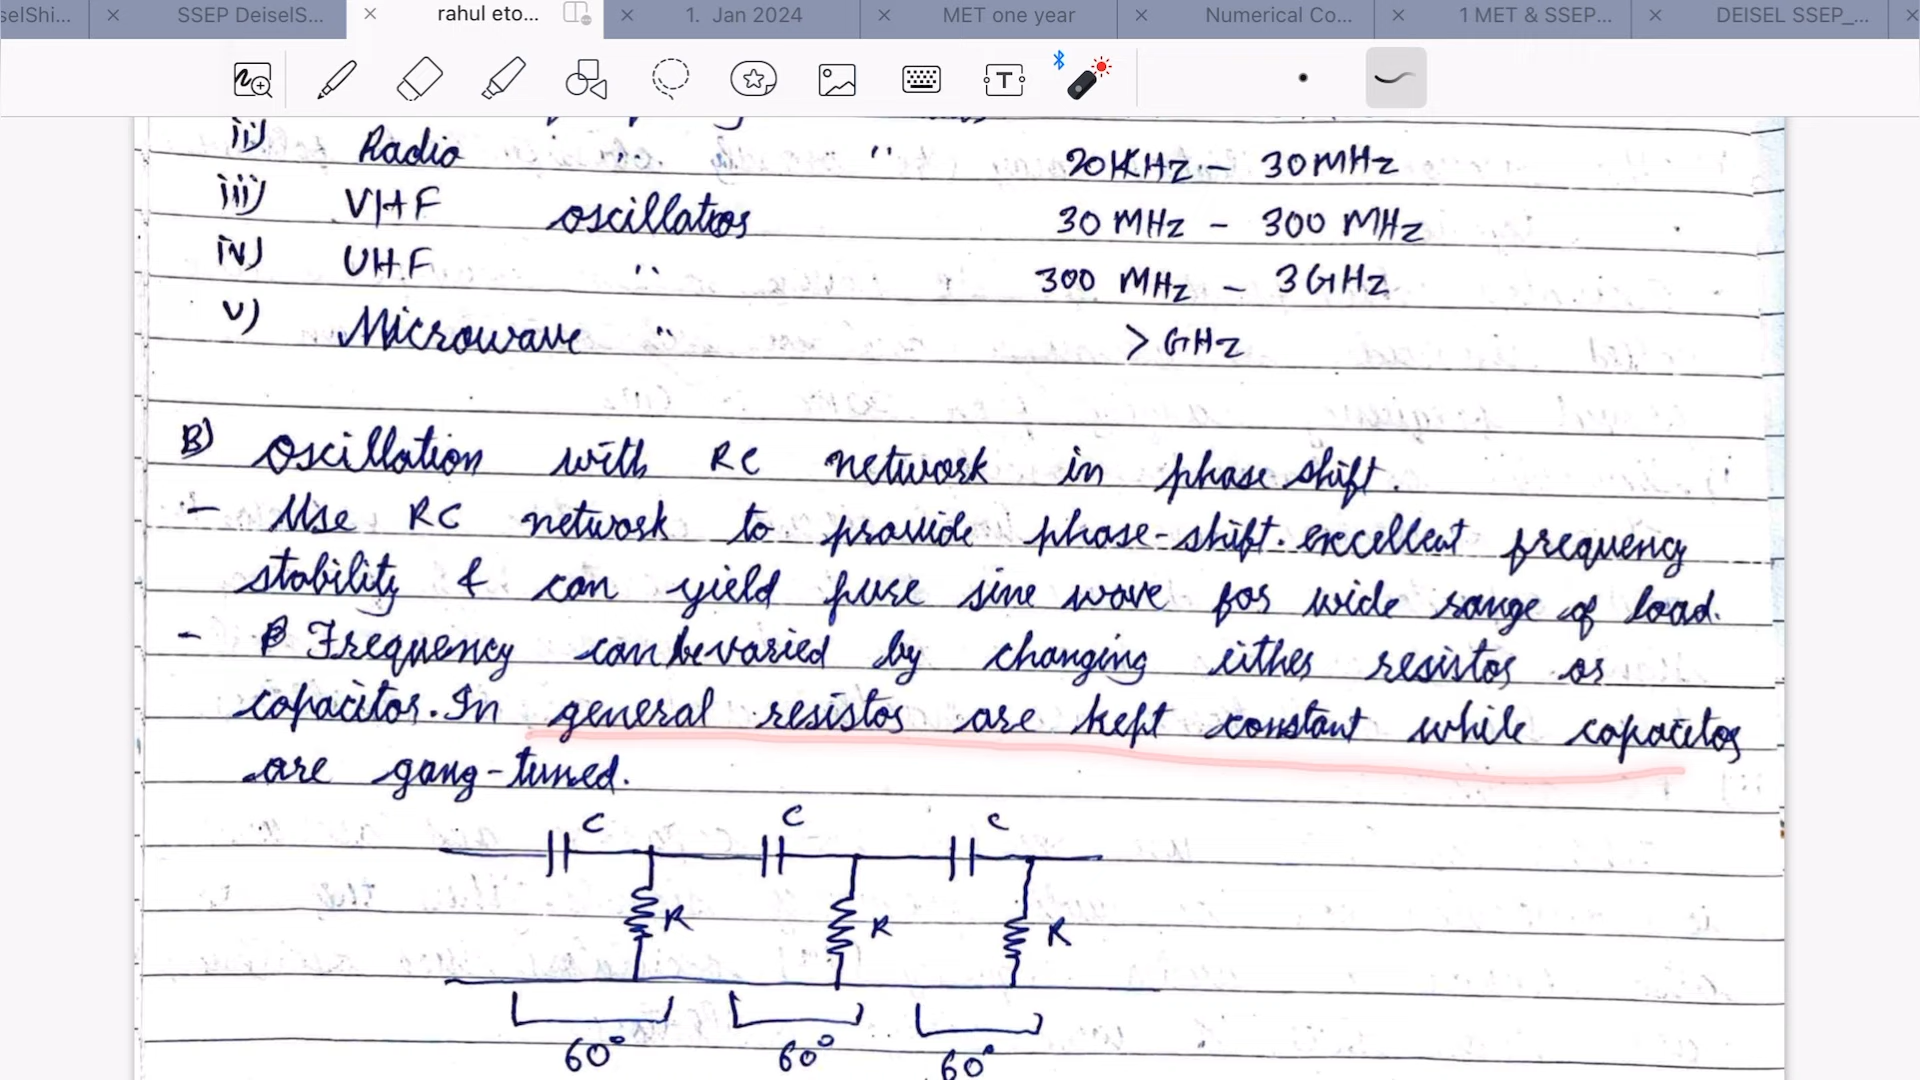 selShi...
SSEP DeiselS...
rahul eto...
1. Jan 2024
MET one year
Numerical Co...
1 MET & SSEP...
DEISEL SSEP_...
T
ii) Radio " 20KHz - 30MHz
iii) VHF oscillators 30 MHz - 300 MHz
iv) UHF " 300 MHz - 3GHz
v) Microwave " > GHz
B) oscillation with RC network in phase shift.
- Use RC network to provide phase-shift. excellent frequency
stability & can yield pure sine wave for wide range of load.
- Frequency can be varied by changing either resistor or
capacitor. In general resistor are kept constant while capacitor
are gang-tuned.
C C C
R R R
60° 60° 60°